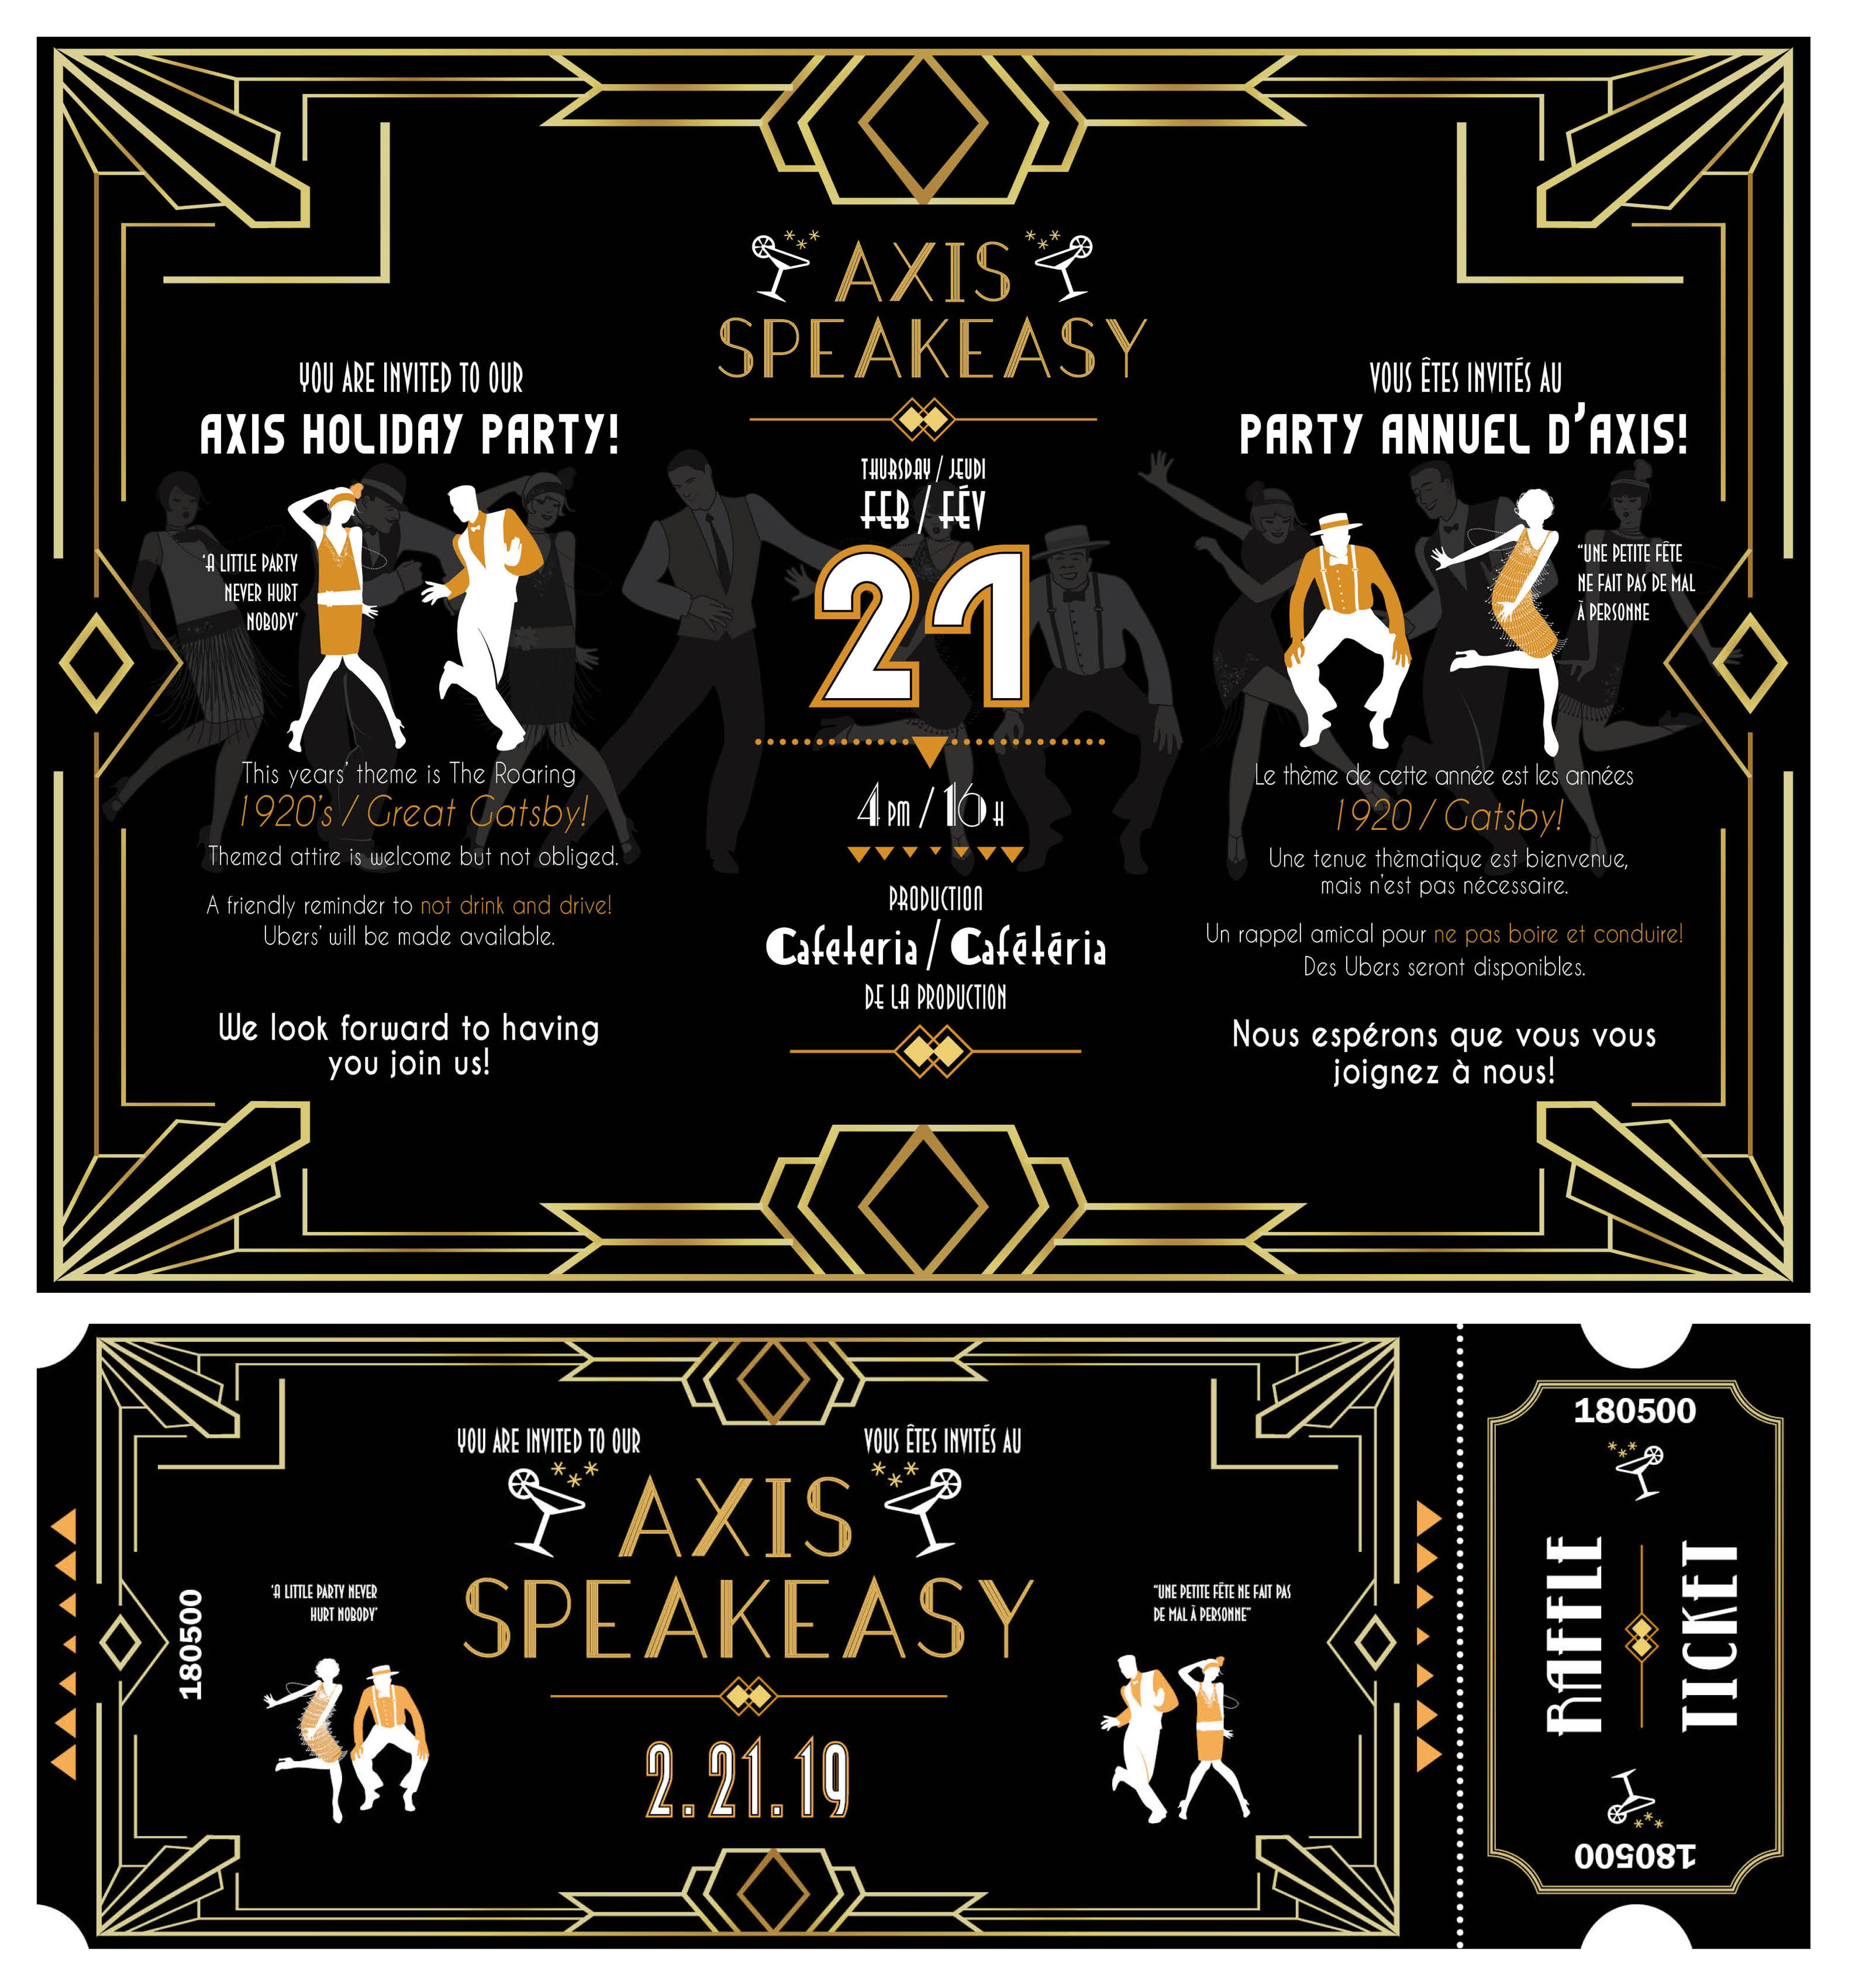 AXIS
SPEAKEASY
YOU ARE INVITED TO OUR
AXIS HOLIDAY PARTY!
'A LITTLE PARTY
NEVER HURT
NOBODY'
This years' theme is The Roaring
1920's / Great Gatsby!
Themed attire is welcome but not obliged.
A friendly reminder to not drink and drive!
Ubers' will be made available.
We look forward to having
you join us!
THURSDAY / JEUDI
FEB / FÉV
21
4 PM / 16 H
PRODUCTION
Cafeteria / Cafétéria
DE LA PRODUCTION
VOUS ÊTES INVITÉS AU
PARTY ANNUEL D'AXIS!
"UNE PETITE FÊTE
NE FAIT PAS DE MAL
À PERSONNE
Le thème de cette année est les années
1920 / Gatsby!
Une tenue thèmatique est bienvenue,
mais n'est pas nécessaire.
Un rappel amical pour ne pas boire et conduire!
Des Ubers seront disponibles.
Nous espérons que vous vous
joignez à nous!
180500
YOU ARE INVITED TO OUR
VOUS ÊTES INVITÉS AU
AXIS
SPEAKEASY
'A LITTLE PARTY NEVER
HURT NOBODY'
"UNE PETITE FÊTE NE FAIT PAS
DE MAL À PERSONNE"
2.21.19
180500
RAFFLE
TICKET
180500